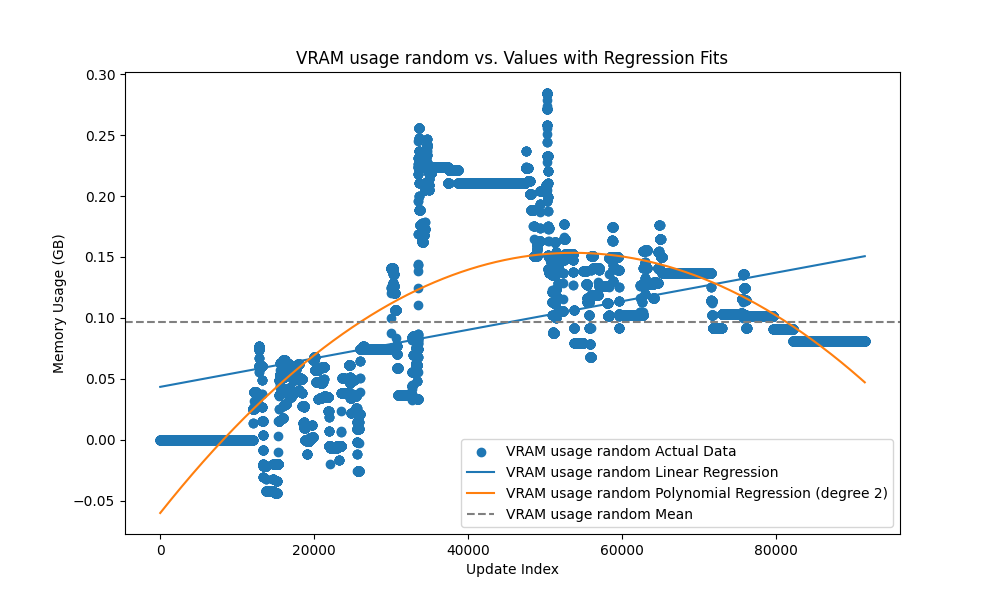 VRAM usage random vs. Values with Regression Fits
0.30
0.25
0.20
0.15
0.10
0.05
0.00
−0.05
Memory Usage (GB)
VRAM usage random Actual Data
VRAM usage random Linear Regression
VRAM usage random Polynomial Regression (degree 2)
VRAM usage random Mean
0 20000 40000 60000 80000
Update Index